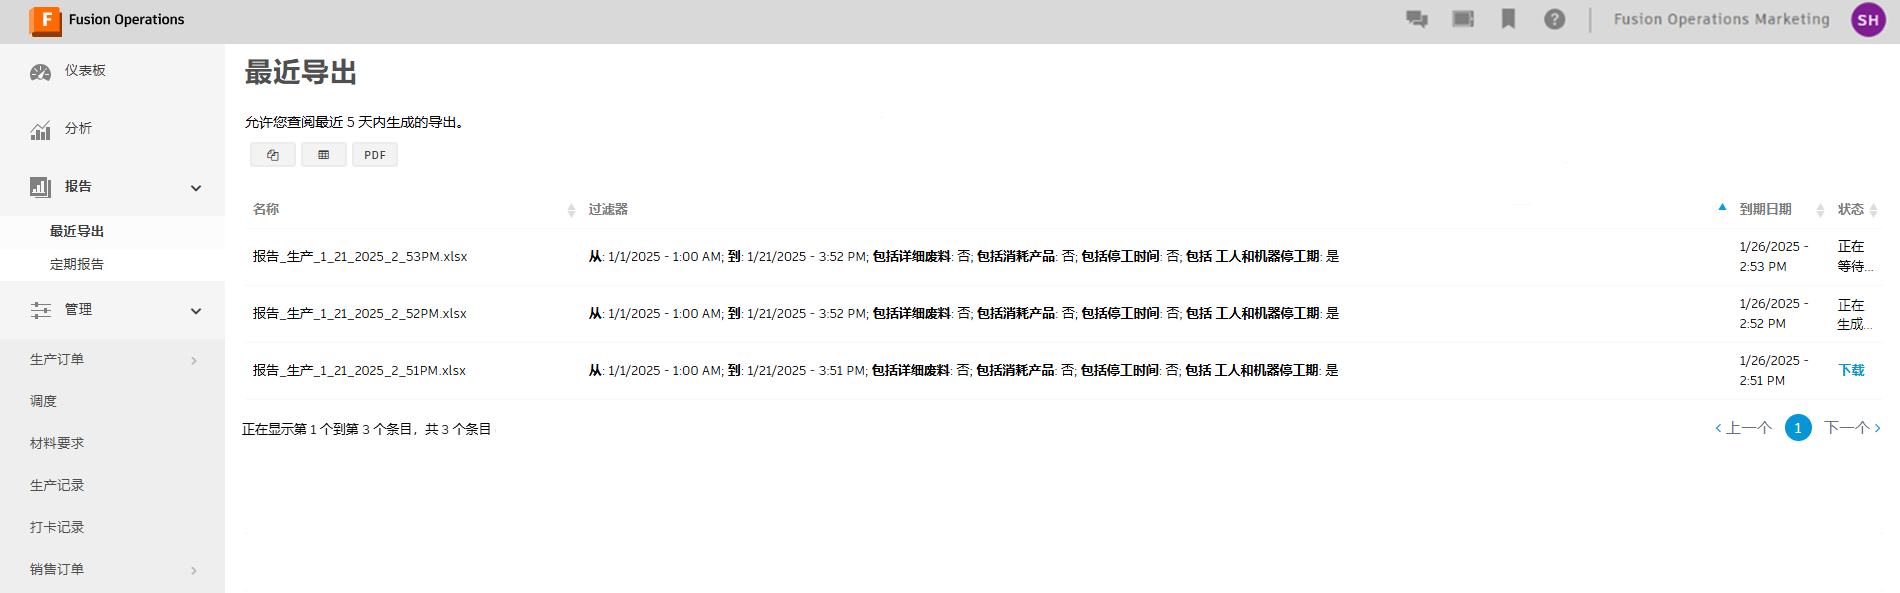 F Fusion Operations
Fusion Operations Marketing SH
仪表板
分析
报告
最近导出
定期报告
管理
生产订单
调度
材料要求
生产记录
打卡记录
销售订单
最近导出
允许您查阅最近 5 天内生成的导出。
PDF
名称 过滤器 到期日期 状态
报告_生产_1_21_2025_2_53PM.xlsx 从: 1/1/2025 - 1:00 AM; 到: 1/21/2025 - 3:52 PM; 包括详细废料: 否; 包括消耗产品: 否; 包括停工时间: 否; 包括 工人和机器停工期: 是 1/26/2025 - 正在
2:53 PM 等待...
报告_生产_1_21_2025_2_52PM.xlsx 从: 1/1/2025 - 1:00 AM; 到: 1/21/2025 - 3:52 PM; 包括详细废料: 否; 包括消耗产品: 否; 包括停工时间: 否; 包括 工人和机器停工期: 是 1/26/2025 - 正在
2:52 PM 生成...
报告_生产_1_21_2025_2_51PM.xlsx 从: 1/1/2025 - 1:00 AM; 到: 1/21/2025 - 3:51 PM; 包括详细废料: 否; 包括消耗产品: 否; 包括停工时间: 否; 包括 工人和机器停工期: 是 1/26/2025 - 下载
2:51 PM
正在显示第 1 个到第 3 个条目，共 3 个条目
上一个 1 下一个